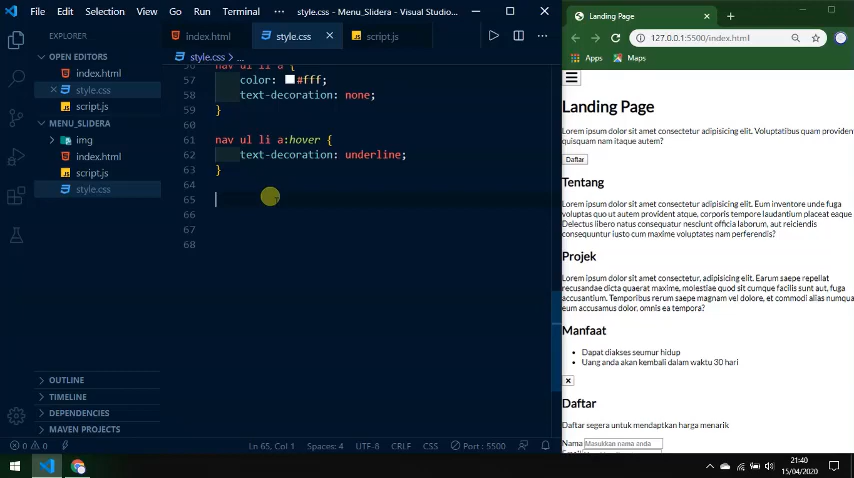 File Edit Selection View Go Run Terminal ··· style.css - Menu_Slidera - Visual Studio...
EXPLORER
OPEN EDITORS
index.html
style.css
script.js
MENU_SLIDERA
img
index.html
script.js
style.css
OUTLINE
TIMELINE
DEPENDENCIES
MAVEN PROJECTS
index.html style.css script.js
style.css > ...
56 nav ul li a {
57 color: #fff;
58 text-decoration: none;
59 }
60
61 nav ul li a:hover {
62 text-decoration: underline;
63 }
64
65
66
67
68
0 0 Ln 65, Col 1 Spaces: 4 UTF-8 CRLF CSS Port : 5500
Landing Page
127.0.0.1:5500/index.html
Apps Maps
Landing Page
Lorem ipsum dolor sit amet consectetur adipisicing elit. Voluptatibus quam providen
quisquam nam itaque autem?
Daftar
Tentang
Lorem ipsum dolor sit amet consectetur adipisicing elit. Eum inventore unde fuga
voluptas quo ut autem provident atque, corporis tempore laudantium placeat eaque
Delectus libero natus consequatur nesciunt officia laborum, aut reiciendis
consequuntur iusto cum maxime voluptates nam perferendis?
Projek
Lorem ipsum dolor sit amet consectetur, adipisicing elit. Earum saepe repellat
recusandae dicta quaerat maxime, molestiae quod sit cumque facilis sunt aut, fuga
accusantium. Temporibus rerum saepe magnam vel dolore, et commodi alias numqua
eum accusamus dolor, omnis ea tempora?
Manfaat
Dapat diakses seumur hidup
Uang anda akan kembali dalam waktu 30 hari
Daftar
Daftar segera untuk mendaptkan harga menarik
Nama Masukkan nama anda
21:40
15/04/2020